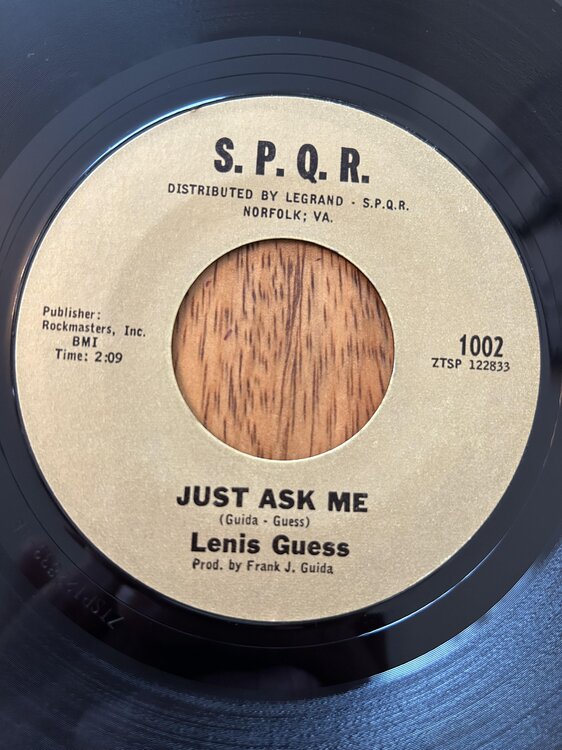 S.P.Q.R.
DISTRIBUTED BY LEGRAND - S.P.Q.R.
NORFOLK; VA.
Publisher:
Rockmasters, Inc.
BMI
Time: 2:09
1002
ZTSP 122833
JUST ASK ME
(Guida - Guess)
Lenis Guess
Prod. by Frank J. Guida